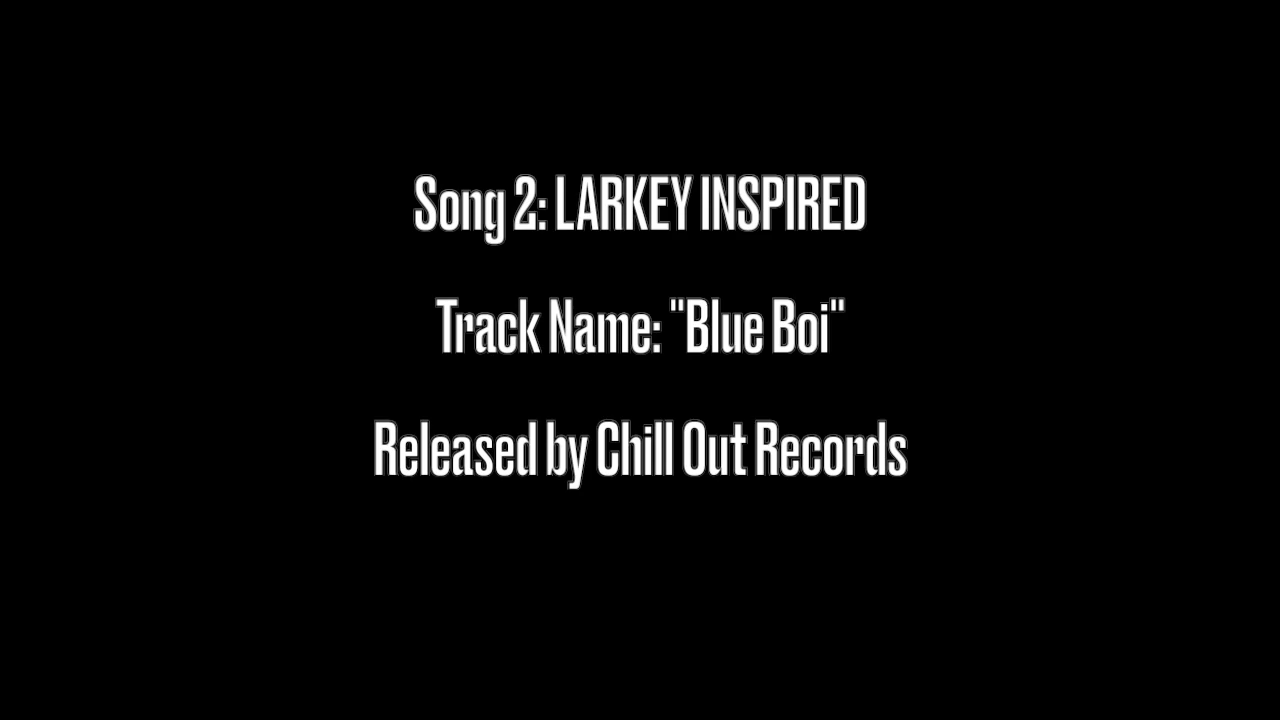 Song 2: LARKEY INSPIRED
Track Name: "Blue Boi"
Released by Chill Out Records